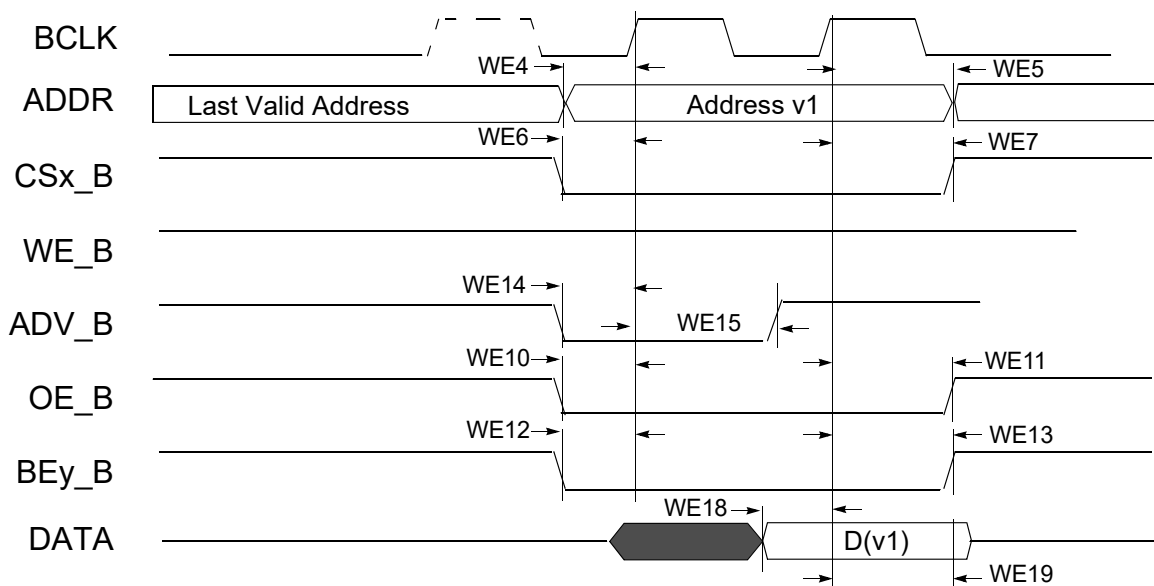 BCLK
WE4
WE5
ADDR
Last Valid Address
Address v1
WE6
WE7
CSx_B
WE_B
WE14
ADV_B
WE15
WE10
WE11
OE_B
WE12
WE13
BEy_B
WE18
DATA
D(v1)
WE19